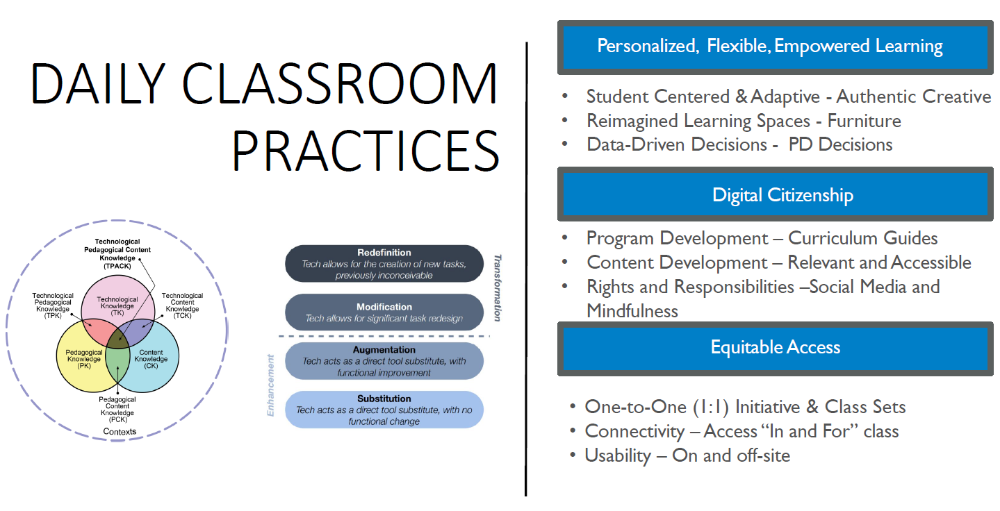 DAILY CLASSROOM
PRACTICES
Technological
Pedagogical Content
Knowledge
(TPACK)
Technological
Pedagogical
Knowledge
(TPK)
Technological
Knowledge
(TK)
Technological
Content
Knowledge
(TCK)
Pedagogical
Knowledge
(PK)
Content
Knowledge
(CK)
Pedagogical
Content
Knowledge
(PCK)
Contexts
Redefinition
Tech allows for the creation of new tasks,
previously inconceivable
Modification
Tech allows for significant task redesign
Transformation
Augmentation
Tech acts as a direct tool substitute, with
functional improvement
Substitution
Tech acts as a direct tool substitute, with no
functional change
Enhancement
Personalized, Flexible, Empowered Learning
• Student Centered & Adaptive - Authentic Creative
• Reimagined Learning Spaces - Furniture
• Data-Driven Decisions - PD Decisions
Digital Citizenship
• Program Development – Curriculum Guides
• Content Development – Relevant and Accessible
• Rights and Responsibilities –Social Media and
Mindfulness
Equitable Access
• One-to-One (1:1) Initiative & Class Sets
• Connectivity – Access “In and For” class
• Usability – On and off-site